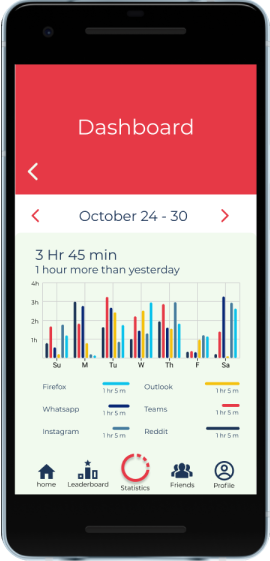 Dashboard
October 24 - 30
3 Hr 45 min
1 hour more than yesterday
4h
3h
2h
1h
Su M Tu W Th F Sa
Firefox 1 hr 5 m Outlook 1 hr 5 m
Whatsapp 1 hr 5 m Teams 1 hr 5 m
Instagram 1 hr 5 m Reddit 1 hr 5 m
home Leaderboard Statistics Friends Profile